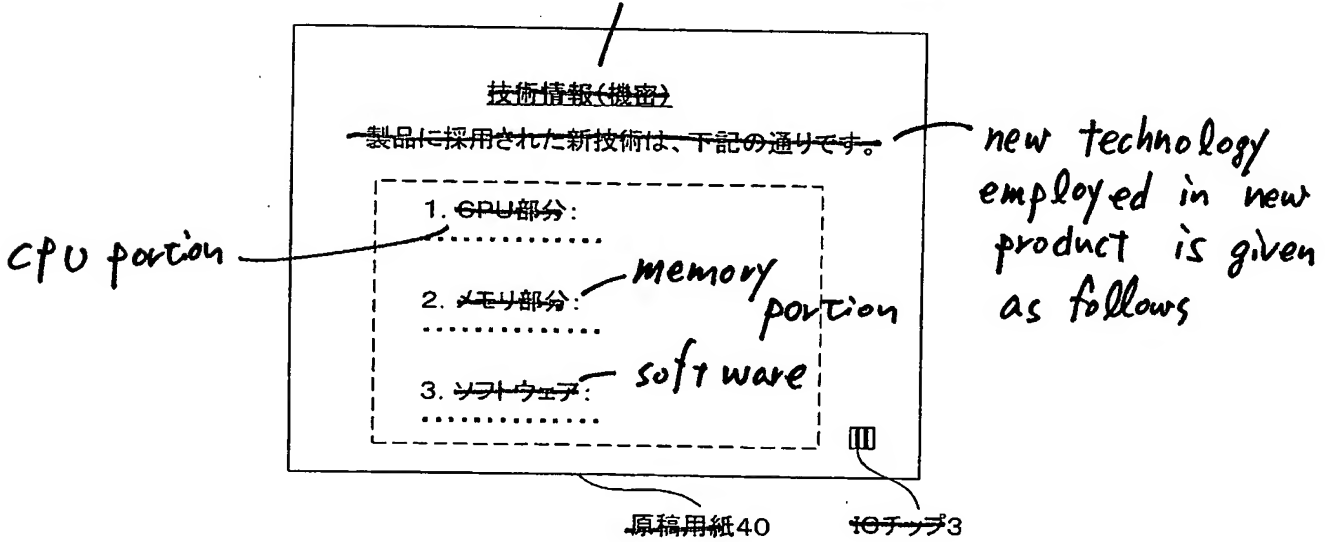 技術情報(機密)
製品に採用された新技術は、下記の通りです。
new technology
employed in new
product is given
as follows
1. CPU部分:
CPU portion
2. メモリ部分:
memory
portion
3. ソフトウェア:
software
原稿用紙40
ICチップ3